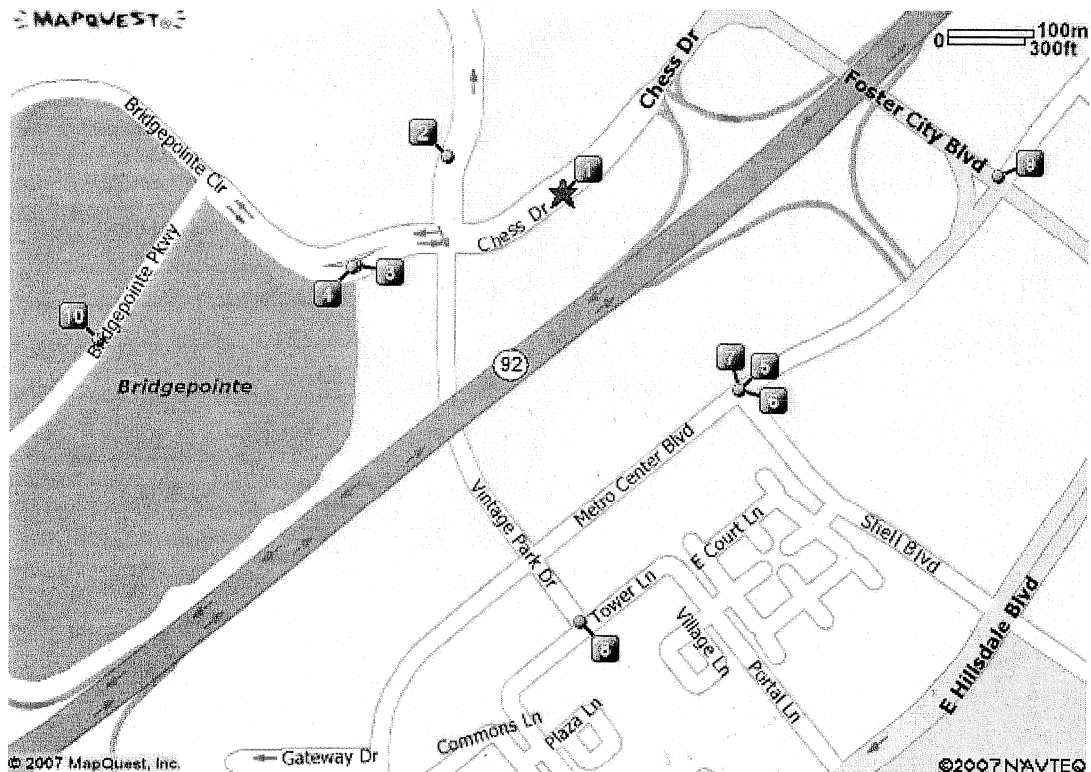 MAPQUEST
0
100m
300ft
Chess Dr
Foster City Blvd
Bridgepointe Cir
2
1
9
Chess Dr
Bridgepointe Pkwy
3
4
10
Bridgepointe
92
7
5
6
Metro Center Blvd
Vintage Park Dr
E Court Ln
Shell Blvd
Tower Ln
8
Village Ln
Portal Ln
E Hillsdale Blvd
Commons Ln
Plaza Ln
Gateway Dr
© 2007 MapQuest, Inc.
©2007 NAVTEQ